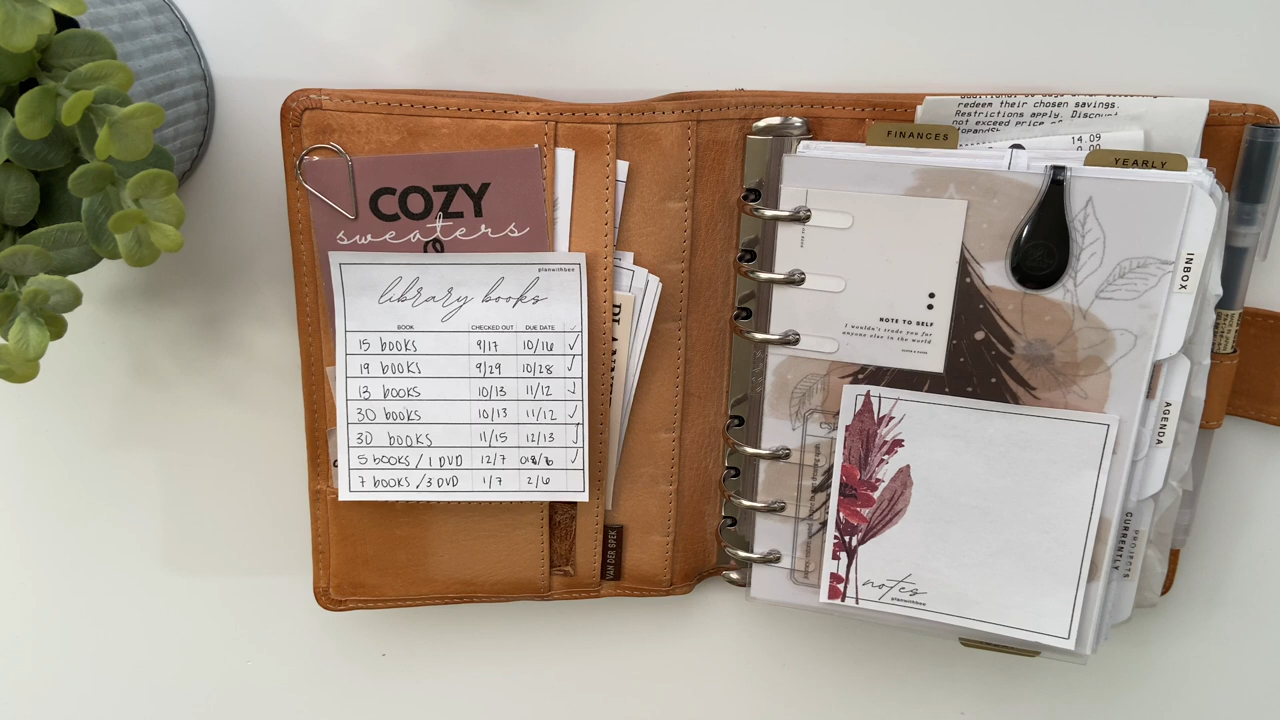 COZY
sweaters
&
planwithbee
library books
BOOK CHECKED OUT DUE DATE ✓
15 books 9/17 10/16 ✓
19 books 9/29 10/28 ✓
13 books 10/13 11/12 ✓
30 books 10/13 11/12 ✓
30 books 11/15 12/13 ✓
5 books / 1 DVD 12/7 ✓
7 books / 3 DVD 1/7 2/6
VAN DER SPEK
redeem their chosen savings.
Restrictions apply. Discount
not exceed price of
14.09
0.00
FINANCES
YEARLY
NOTE TO SELF
I wouldn't trade you for
anyone else in the world
INBOX
AGENDA
PROJECTS
CURRENTLY
notes
planwithbee